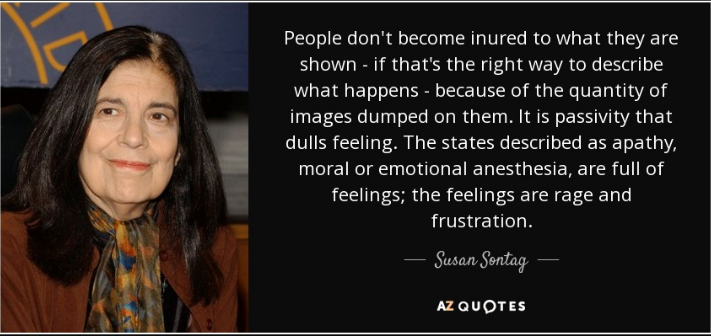 People don't become inured to what they are
shown - if that's the right way to describe
what happens - because of the quantity of
images dumped on them. It is passivity that
dulls feeling. The states described as apathy,
moral or emotional anesthesia, are full of
feelings; the feelings are rage and
frustration.
Susan Sontag
AZ QUOTES